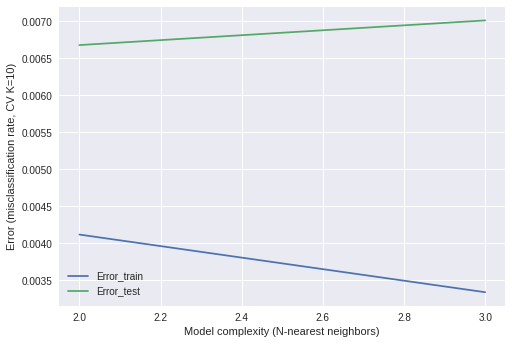 0.0070
0.0065
0.0060
0.0055
0.0050
0.0045
0.0040
0.0035
Error (misclassification rate, CV K=10)
Error_train
Error_test
2.0 2.2 2.4 2.6 2.8 3.0
Model complexity (N-nearest neighbors)